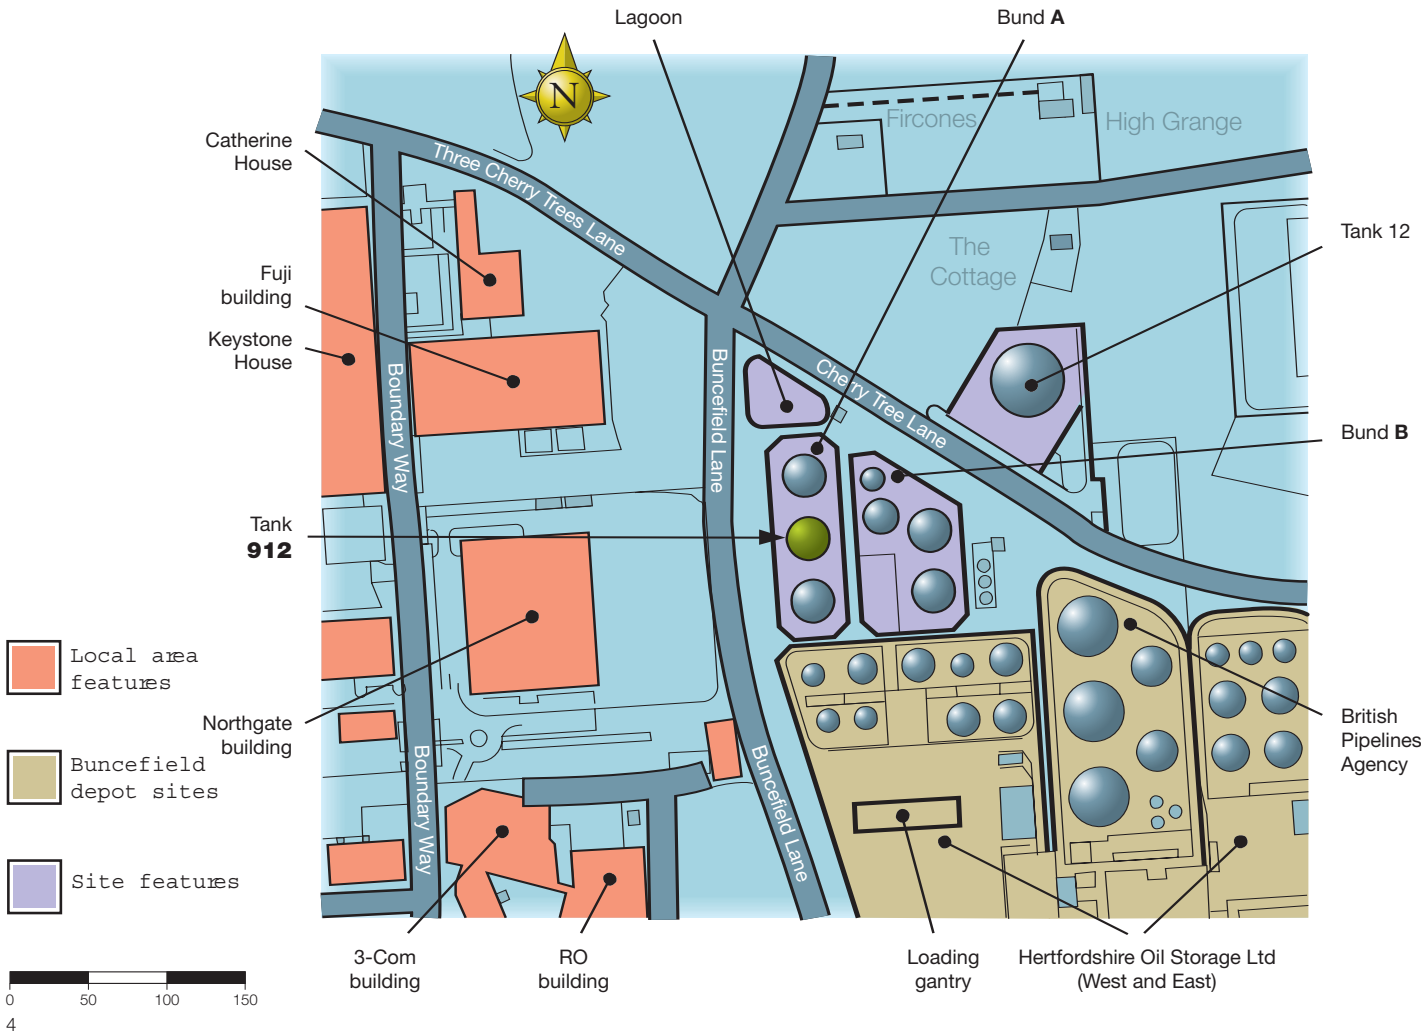 Lagoon
Bund A
N
Fircones
High Grange
Catherine
House
Three Cherry Trees Lane
Tank 12
The
Cottage
Fuji
building
Keystone
House
Boundary Way
Buncefield Lane
Cherry Tree Lane
Bund B
Tank
912
Local area
features
Northgate
building
British
Pipelines
Agency
Buncefield
depot sites
Boundary Way
Buncefield Lane
Site features
3-Com
building
RO
building
Loading
gantry
Hertfordshire Oil Storage Ltd
(West and East)
0 50 100 150
4